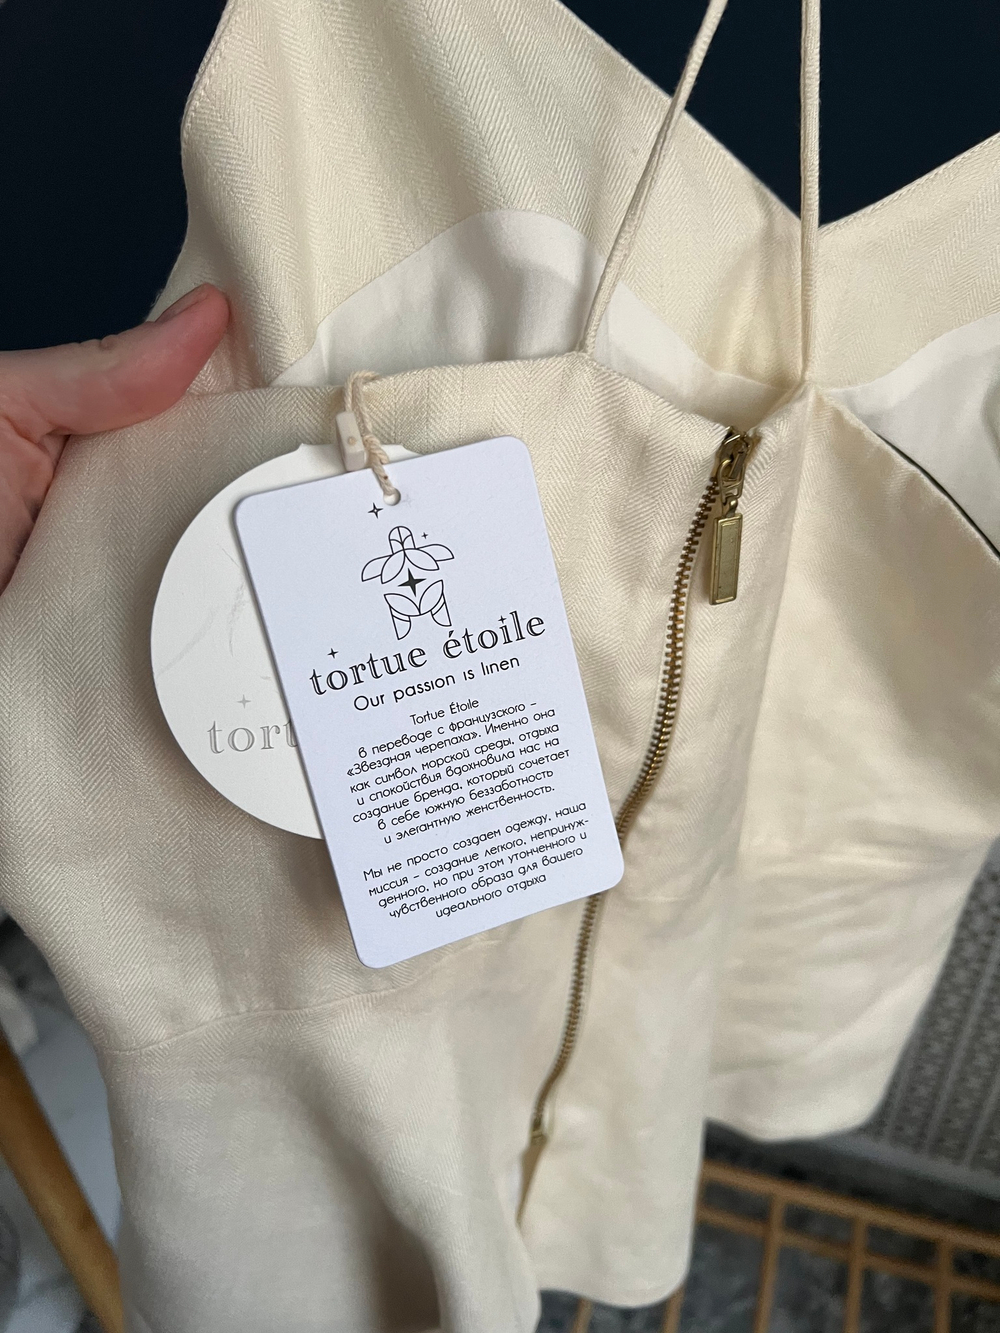 tortue étoile
Our passion is linen
Tortue Étoile
в переводе с французского –
«Звездная черепаха». Именно она
как символ морской среды, отдыха
и спокойствия вдохновила нас на
создание бренда, который сочетает
в себе южную беззаботность
и элегантную женственность.
Мы не просто создаем одежду, наша
миссия – создание легкого, непринуж-
денного, но при этом утонченного и
чувственного образа для вашего
идеального отдыха
tort